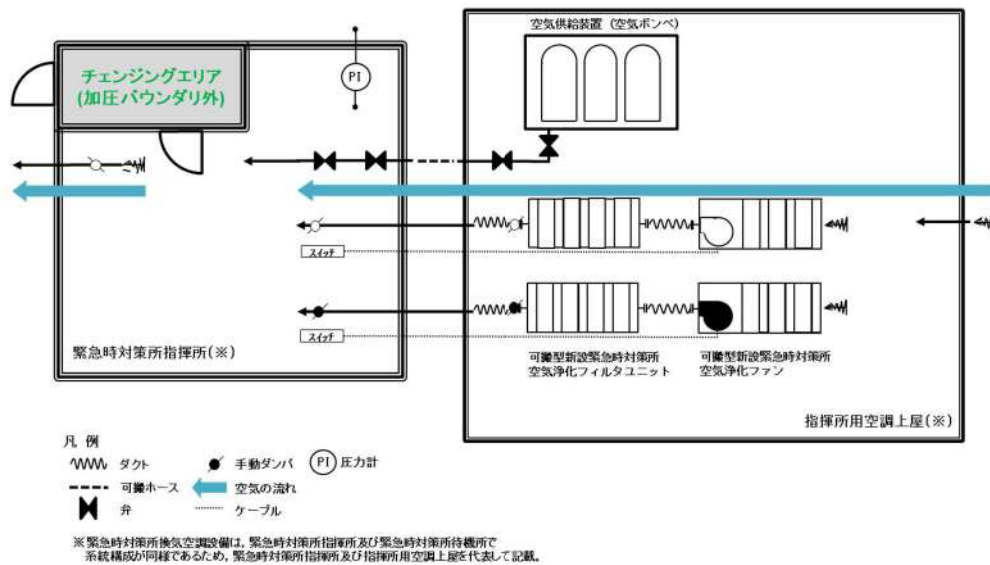 空気供給装置（空気ボンベ）
PI
チェンジングエリア
(加圧バウンダリ外)
スイッチ
スイッチ
緊急時対策所指揮所(※)
可搬型新設緊急時対策所
空気浄化フィルタユニット
可搬型新設緊急時対策所
空気浄化ファン
指揮所用空調上屋(※)
凡 例
ダクト
手動ダンパ
PI
圧力計
可搬ホース
空気の流れ
弁
ケーブル
※緊急時対策所換気空調設備は，緊急時対策所指揮所及び緊急時対策所待機所で
系統構成が同様であるため，緊急時対策所指揮所及び指揮所用空調上屋を代表して記載。